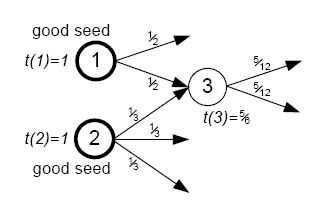 good seed
t(1)=1
1
1/2
1/2
5/12
5/12
3
t(3)=5/6
t(2)=1
2
1/3
1/3
1/3
good seed